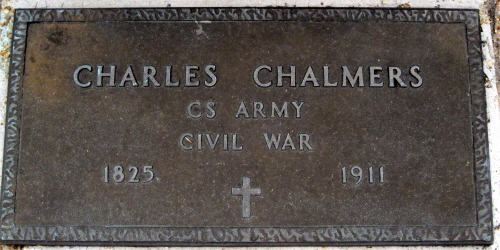 CHARLES CHALMERS
CS ARMY
CIVIL WAR
1825 1911